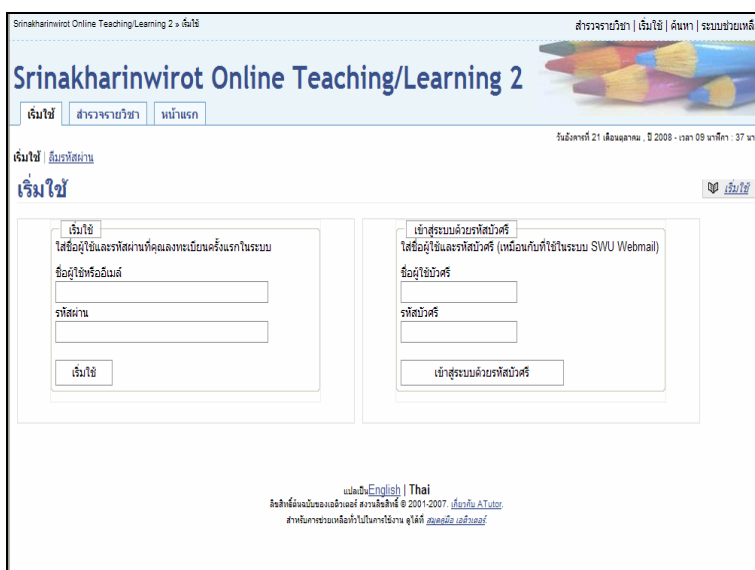 Srinakharinwirot Online Teaching/Learning 2 » เริ่มใช้
สำรวจรายวิชา | เริ่มใช้ | ค้นหา | ระบบช่วยเหลื
Srinakharinwirot Online Teaching/Learning 2
เริ่มใช้ สำรวจรายวิชา หน้าแรก
วันอังคารที่ 21 เดือนตุลาคม , ปี 2008 - เวลา 09 นาฬิกา : 37 นา
เริ่มใช้ | ลืมรหัสผ่าน
เริ่มใช้
เริ่มใช้
เริ่มใช้
ใส่ชื่อผู้ใช้และรหัสผ่านที่คุณลงทะเบียนครั้งแรกในระบบ
ชื่อผู้ใช้หรืออีเมล์
รหัสผ่าน
เริ่มใช้
เข้าสู่ระบบด้วยรหัสบัวศรี
ใส่ชื่อผู้ใช้และรหัสบัวศรี (เหมือนกับที่ใช้ในระบบ SWU Webmail)
ชื่อผู้ใช้บัวศรี
รหัสบัวศรี
เข้าสู่ระบบด้วยรหัสบัวศรี
แปลเป็นEnglish | Thai
ลิขสิทธิ์ต้นฉบับของเอติวเตอร์ สงวนลิขสิทธิ์ © 2001-2007. เกี่ยวกับ ATutor.
สำหรับการช่วยเหลือทั่วไปในการใช้งาน ดูได้ที่ สมุดคู่มือ เอติวเตอร์.